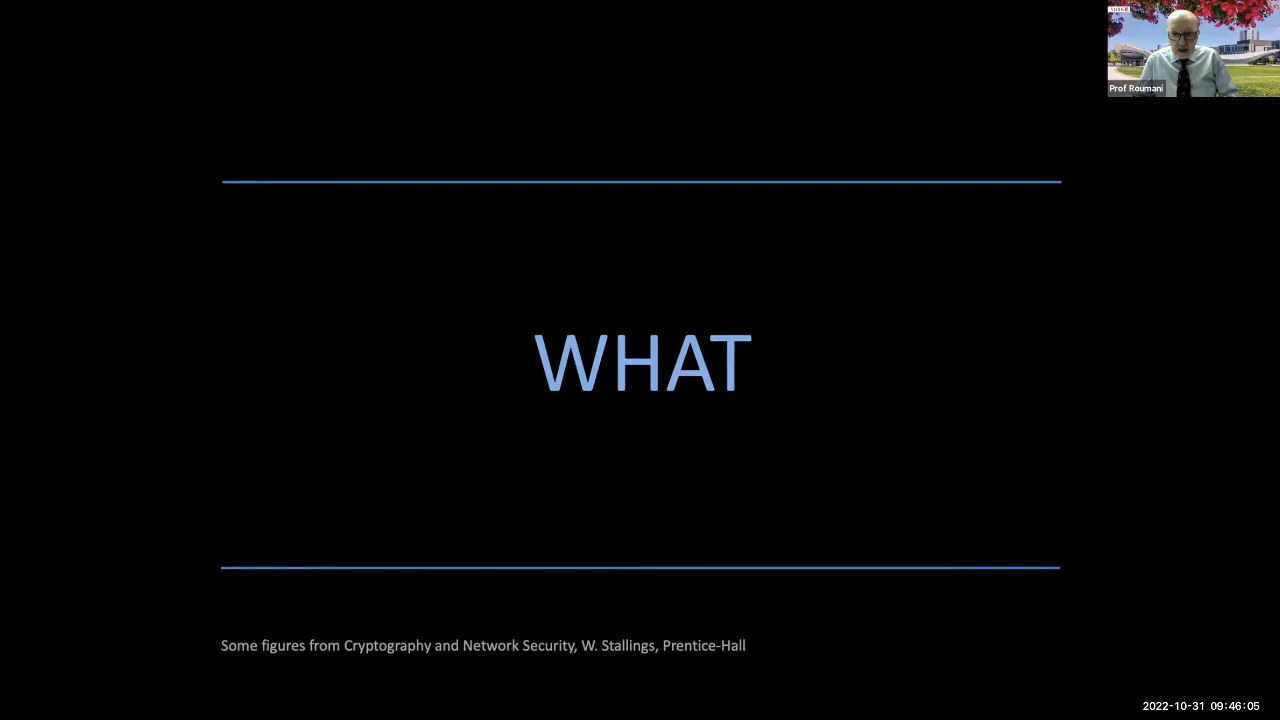 Prof Roumani
WHAT
Some figures from Cryptography and Network Security, W. Stallings, Prentice-Hall
2022-10-31 09:46:05